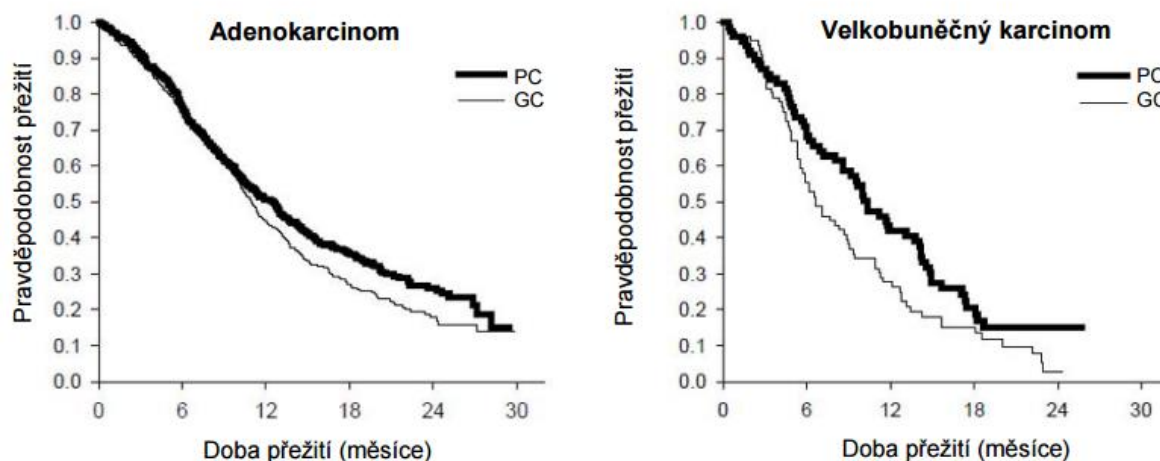 Adenokarcinom
PC
GC
Pravděpodobnost přežití
1.0
0.9
0.8
0.7
0.6
0.5
0.4
0.3
0.2
0.1
0.0
0 6 12 18 24 30
Doba přežití (měsíce)
Velkobuněčný karcinom
PC
GC
Pravděpodobnost přežití
1.0
0.9
0.8
0.7
0.6
0.5
0.4
0.3
0.2
0.1
0.0
0 6 12 18 24 30
Doba přežití (měsíce)